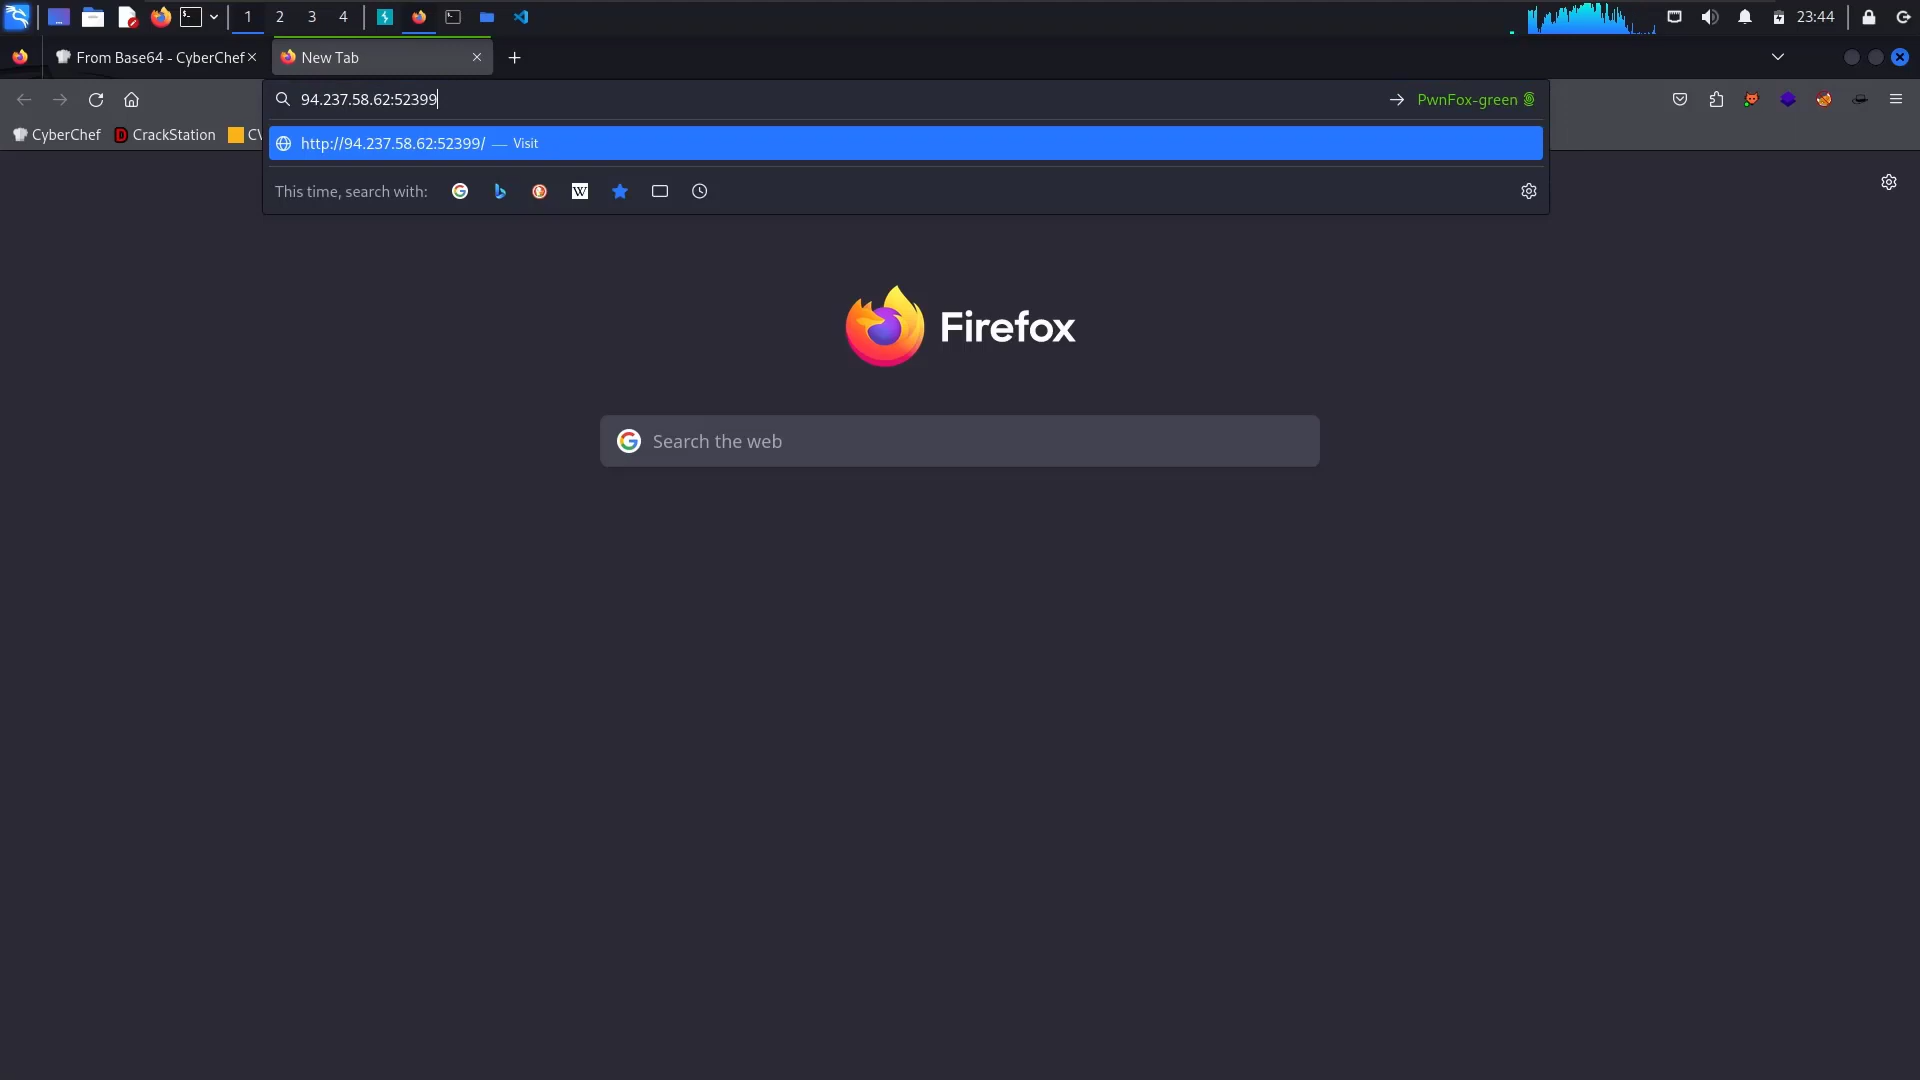 1 2 3 4 23:44
From Base64 - CyberChef New Tab
94.237.58.62:52399 PwnFox-green
CyberChef CrackStation CV
http://94.237.58.62:52399/ — Visit
This time, search with: G W
Firefox
G Search the web